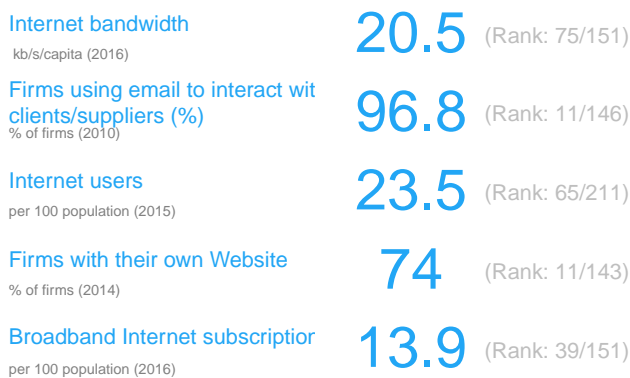 Internet bandwidth
kb/s/capita (2016)
20.5 (Rank: 75/151)
Firms using email to interact wit
clients/suppliers (%)
% of firms (2010)
96.8 (Rank: 11/146)
Internet users
per 100 population (2015)
23.5 (Rank: 65/211)
Firms with their own Website
% of firms (2014)
74 (Rank: 11/143)
Broadband Internet subscription
per 100 population (2016)
13.9 (Rank: 39/151)